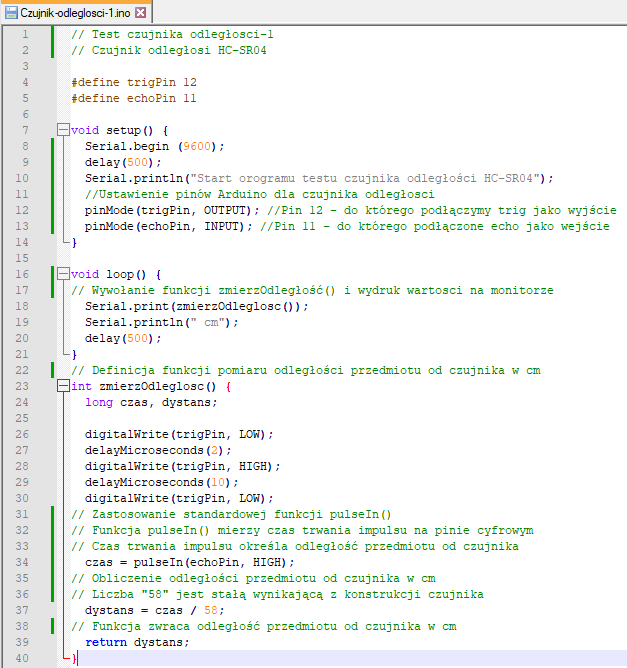 Czujnik-odleglosci-1.ino
1 // Test czujnika odległosci-1
2 // Czujnik odległosi HC-SR04
3
4 #define trigPin 12
5 #define echoPin 11
6
7 void setup() {
8 Serial.begin (9600);
9 delay(500);
10 Serial.println("Start orogramu testu czujnika odległości HC-SR04");
11 //Ustawienie pinów Arduino dla czujnika odległosci
12 pinMode(trigPin, OUTPUT); //Pin 12 - do którego podłączymy trig jako wyjście
13 pinMode(echoPin, INPUT); //Pin 11 - do którego podłączone echo jako wejście
14 }
15
16 void loop() {
17 // Wywołanie funkcji zmierzOdległość() i wydruk wartosci na monitorze
18 Serial.print(zmierzOdleglosc());
19 Serial.println(" cm");
20 delay(500);
21 }
22 // Definicja funkcji pomiaru odległości przedmiotu od czujnika w cm
23 int zmierzOdleglosc() {
24 long czas, dystans;
25
26 digitalWrite(trigPin, LOW);
27 delayMicroseconds(2);
28 digitalWrite(trigPin, HIGH);
29 delayMicroseconds(10);
30 digitalWrite(trigPin, LOW);
31 // Zastosowanie standardowej funkcji pulseIn()
32 // Funkcja pulseIn() mierzy czas trwania impulsu na pinie cyfrowym
33 // Czas trwania impulsu określa odległość przedmiotu od czujnika
34 czas = pulseIn(echoPin, HIGH);
35 // Obliczenie odległości przedmiotu od czujnika w cm
36 // Liczba "58" jest stałą wynikającą z konstrukcji czujnika
37 dystans = czas / 58;
38 // Funkcja zwraca odległość przedmiotu od czujnika w cm
39 return dystans;
40 }